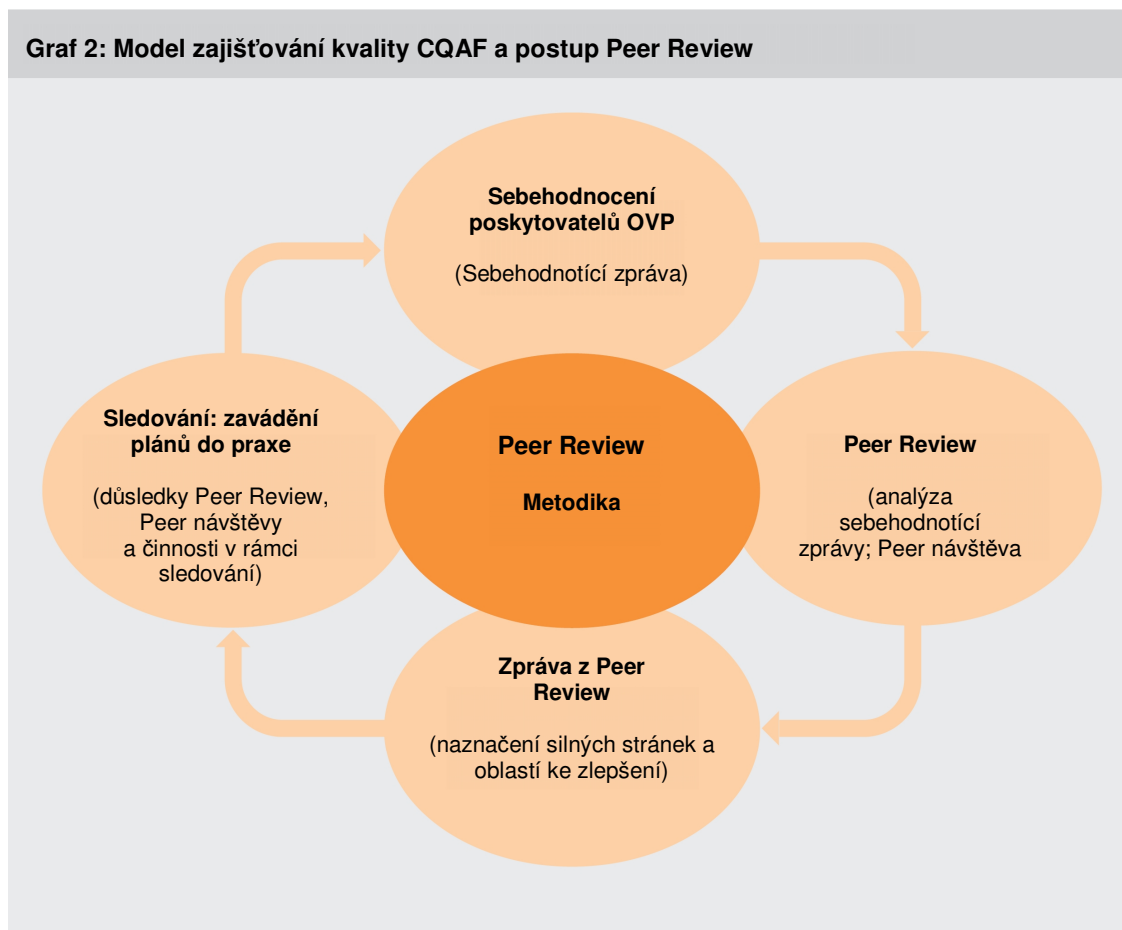 Graf 2: Model zajišťování kvality CQAF a postup Peer Review
Sebehodnocení
poskytovatelů OVP
(Sebehodnotící zpráva)
Peer Review
(analýza
sebehodnotící
zprávy; Peer návštěva
Zpráva z Peer
Review
(naznačení silných stránek a
oblastí ke zlepšení)
Sledování: zavádění
plánů do praxe
(důsledky Peer Review,
Peer návštěvy
a činnosti v rámci
sledování)
Peer Review
Metodika